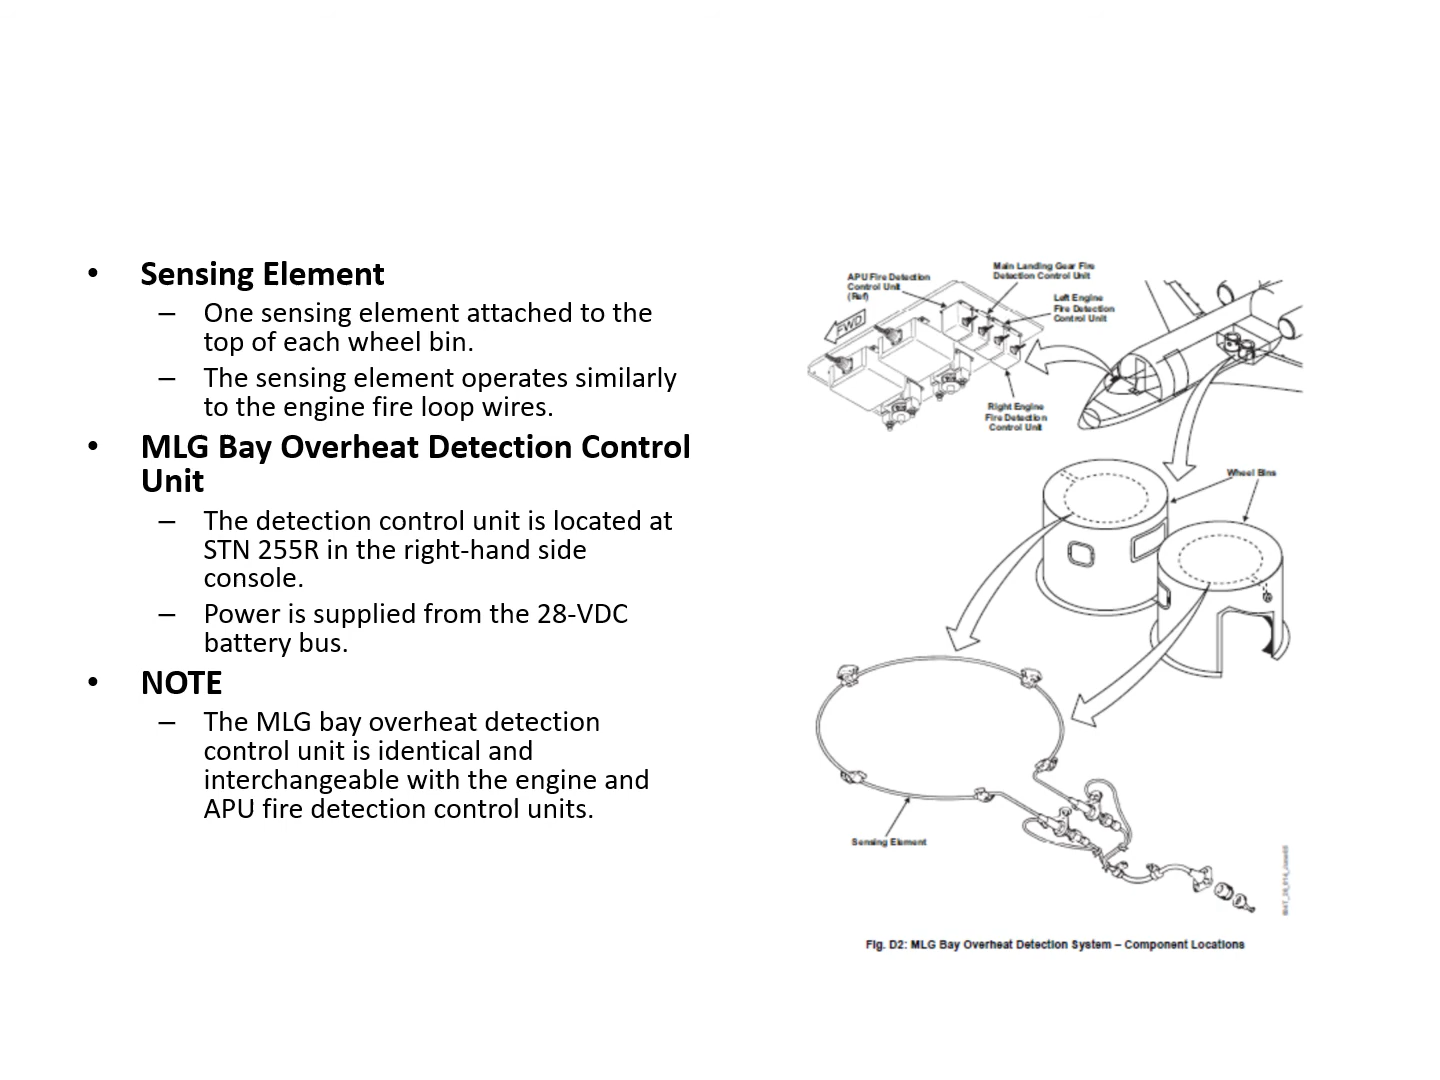 • Sensing Element
– One sensing element attached to the
top of each wheel bin.
– The sensing element operates similarly
to the engine fire loop wires.
• MLG Bay Overheat Detection Control
Unit
– The detection control unit is located at
STN 255R in the right-hand side
console.
– Power is supplied from the 28-VDC
battery bus.
• NOTE
– The MLG bay overheat detection
control unit is identical and
interchangeable with the engine and
APU fire detection control units.
Main Landing Gear Fire
Detection Control Unit
APU Fire Detection
Control Unit
(Ref)
Left Engine
Fire Detection
Control Unit
FWD
Right Engine
Fire Detection
Control Unit
Wheel Bins
Sensing Element
Fig. D2: MLG Bay Overheat Detection System – Component Locations